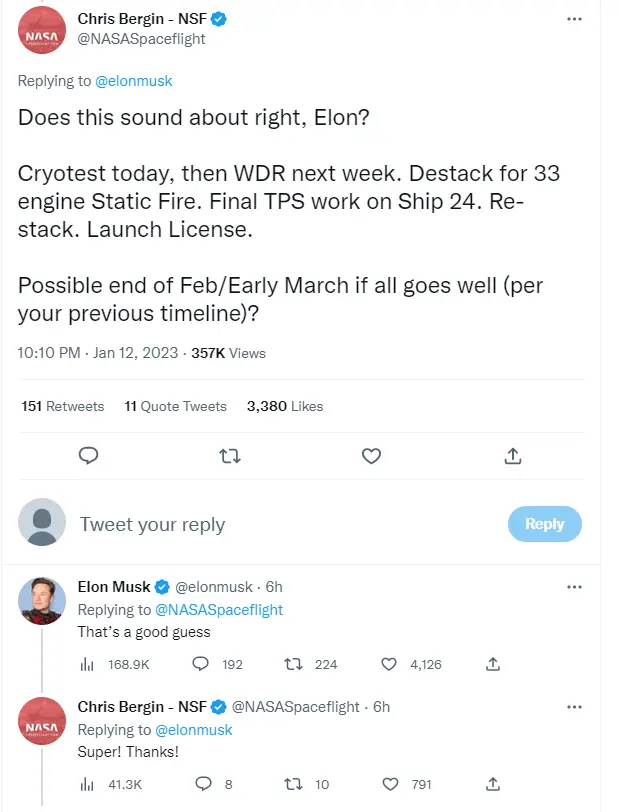 Chris Bergin - NSF
@NASASpaceflight
Replying to @elonmusk
Does this sound about right, Elon?
Cryotest today, then WDR next week. Destack for 33
engine Static Fire. Final TPS work on Ship 24. Re-
stack. Launch License.
Possible end of Feb/Early March if all goes well (per
your previous timeline)?
10:10 PM · Jan 12, 2023 · 357K Views
151 Retweets 11 Quote Tweets 3,380 Likes
Tweet your reply
Reply
Elon Musk @elonmusk · 6h
Replying to @NASASpaceflight
That’s a good guess
168.9K 192 224 4,126
Chris Bergin - NSF @NASASpaceflight · 6h
Replying to @elonmusk
Super! Thanks!
41.3K 8 10 791